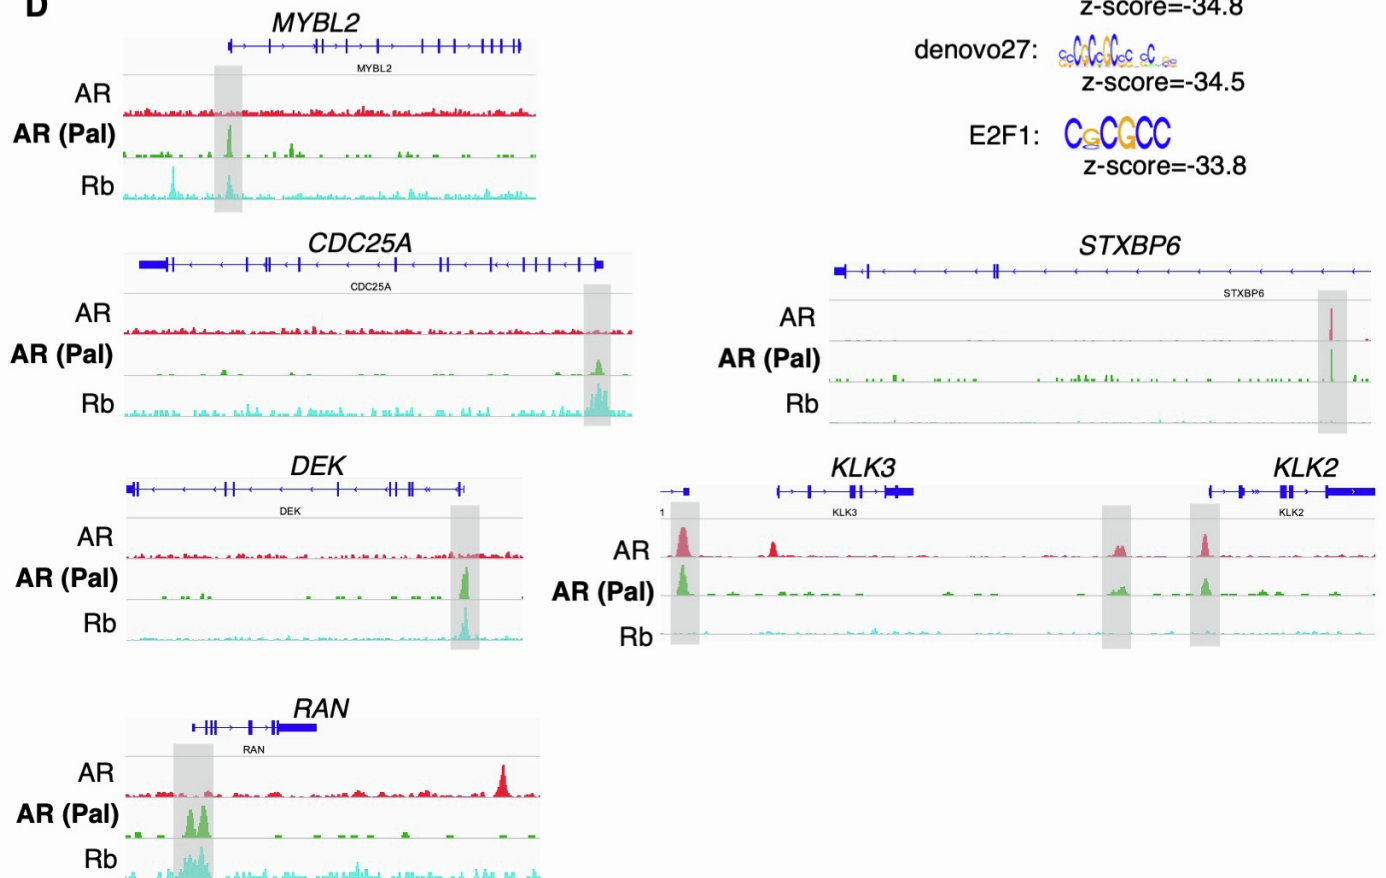 D
MYBL2
MYBL2
AR
AR (Pal)
Rb
z-score=-34.8
denovo27:
z-score=-34.5
E2F1: CGCGCC
z-score=-33.8
CDC25A
CDC25A
AR
AR (Pal)
Rb
STXBP6
STXBP6
AR
AR (Pal)
Rb
DEK
DEK
AR
AR (Pal)
Rb
KLK3 KLK2
1 KLK3 KLK2
AR
AR (Pal)
Rb
RAN
RAN
AR
AR (Pal)
Rb